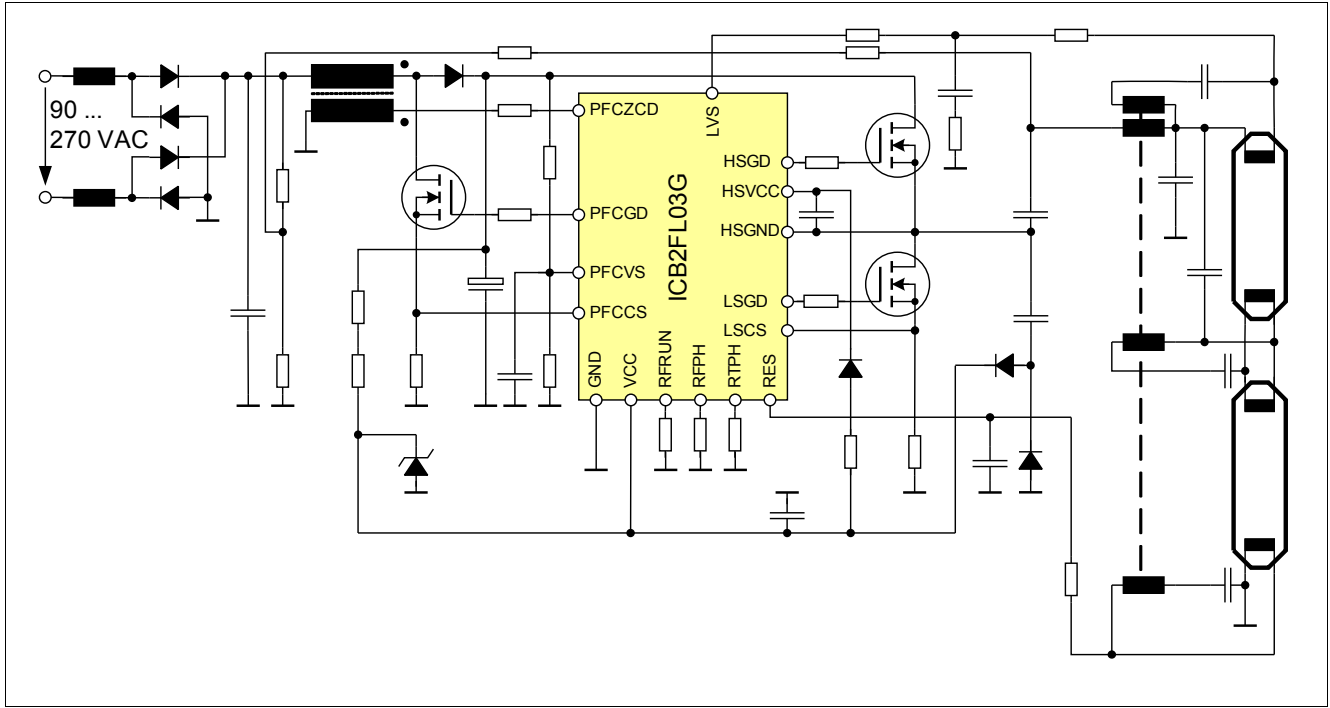 90 ...
270 VAC
PFCZCD
PFCGD
PFCVS
PFCCS
LVS
HSGD
HSVCC
HSGND
LSGD
LSCS
ICB2FL03G
GND
VCC
RFRUN
RFPH
RTPH
RES